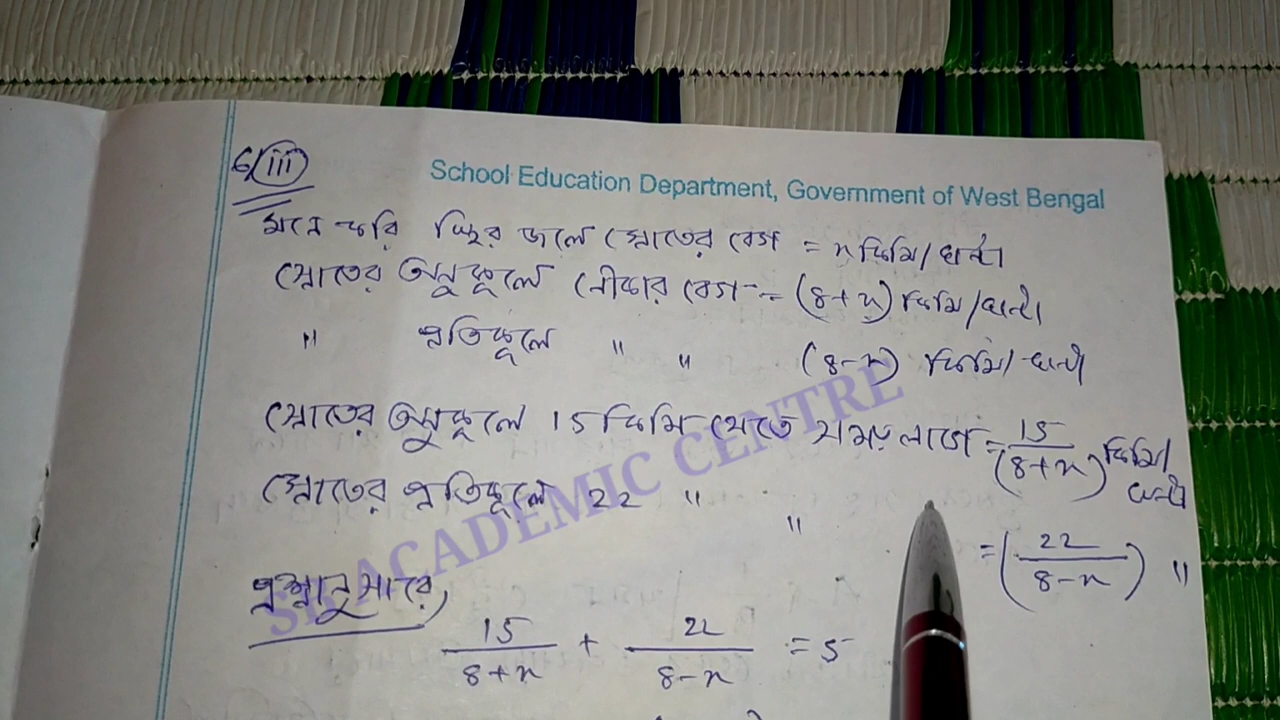 6(iii)
School Education Department, Government of West Bengal
মনে করি স্থির জলে স্রোতের বেগ = x কিমি/ঘন্টা
স্রোতের অনুকূলে নৌকার বেগ = (8+x) কিমি/ঘন্টা
" প্রতিকূলে " " (8-x) কিমি/ঘন্টা
স্রোতের অনুকূলে 15 কিমি যেতে সময় লাগে = 15/(8+x) কিমি/ঘন্টা
স্রোতের প্রতিকূলে 22 " " = (22/8-x) "
প্রশ্নানুসারে,
15/8+x + 22/8-x = 5
SB ACADEMIC CENTRE